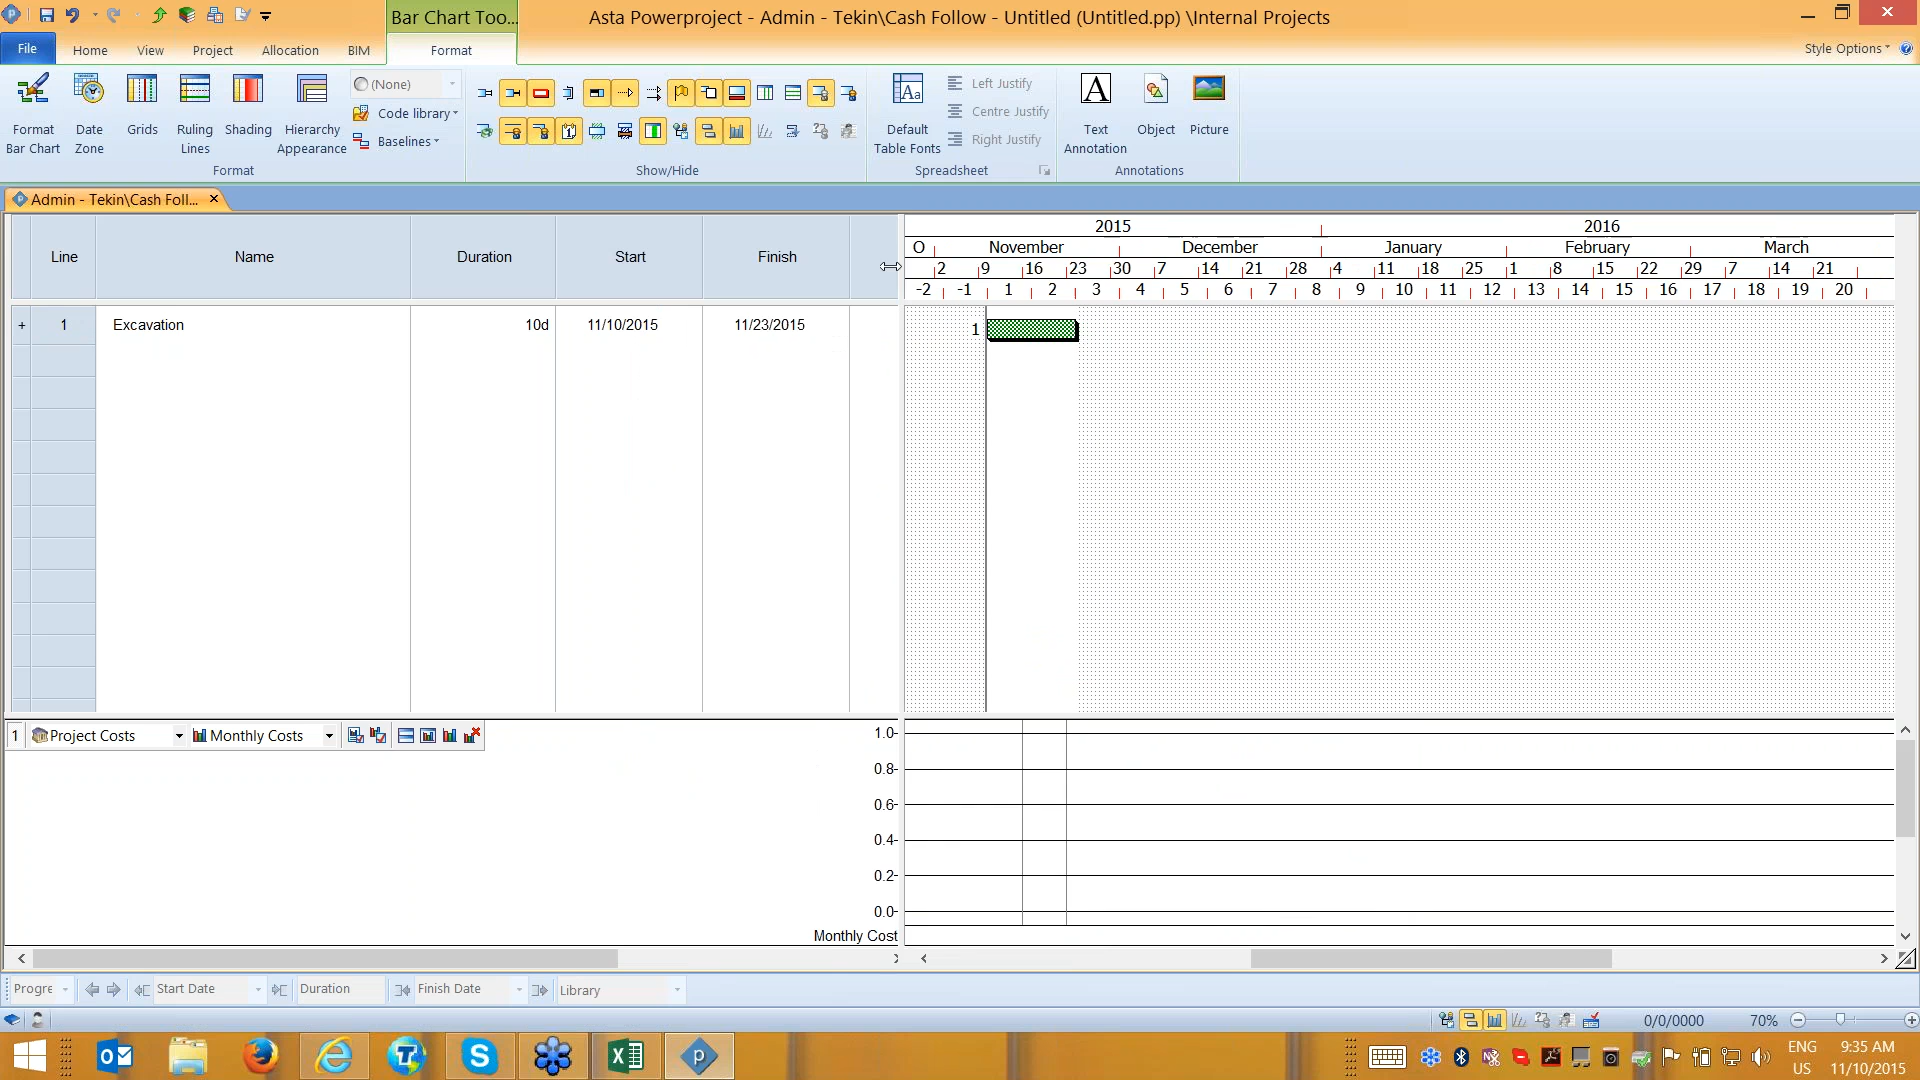 Bar Chart Too...
Asta Powerproject - Admin - Tekin\Cash Follow - Untitled (Untitled.pp) \Internal Projects
File Home View Project Allocation BIM Format Style Options
Format Bar Chart
Date Zone
Grids
Ruling Lines
Shading
Hierarchy Appearance
(None)
Code library
Baselines
Default Table Fonts
Left Justify
Centre Justify
Right Justify
Text Annotation
Object
Picture
Format Show/Hide Spreadsheet Annotations
Admin - Tekin\Cash Foll...
Line Name Duration Start Finish
2015 2016
O November December January February March
2 9 16 23 30 7 14 21 28 4 11 18 25 1 8 15 22 29 7 14 21
-2 -1 1 2 3 4 5 6 7 8 9 10 11 12 13 14 15 16 17 18 19 20
+ 1 Excavation 10d 11/10/2015 11/23/2015 1
1 Project Costs Monthly Costs
1.0
0.8
0.6
0.4
0.2
0.0
Monthly Cost
Progre Start Date Duration Finish Date Library
0/0/0000 70%
ENG 9:35 AM
US 11/10/2015